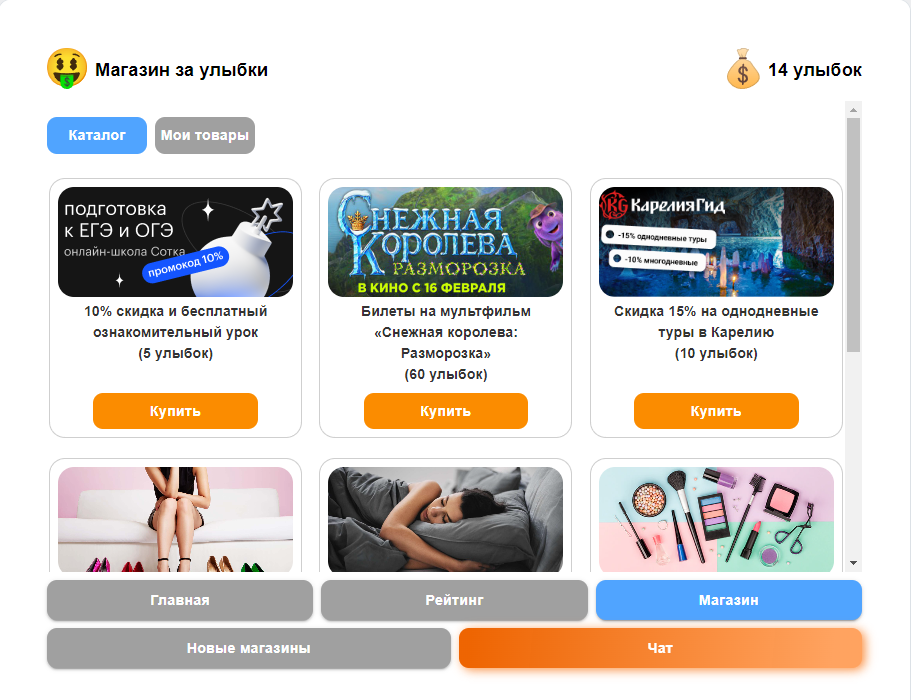 Магазин за улыбки
14 улыбок
Каталог
Мои товары
подготовка
к ЕГЭ и ОГЭ
онлайн-школа Сотка
промокод 10%
10% скидка и бесплатный
ознакомительный урок
(5 улыбок)
Купить
СНЕЖНАЯ
КОРОЛЕВА
РАЗМОРОЗКА
В КИНО С 16 ФЕВРАЛЯ
Билеты на мультфильм
«Снежная королева:
Разморозка»
(60 улыбок)
Купить
KG КАРЕЛИЯГИД
-15% однодневные туры
-10% многодневные
Скидка 15% на однодневные
туры в Карелию
(10 улыбок)
Купить
Главная
Рейтинг
Магазин
Новые магазины
Чат